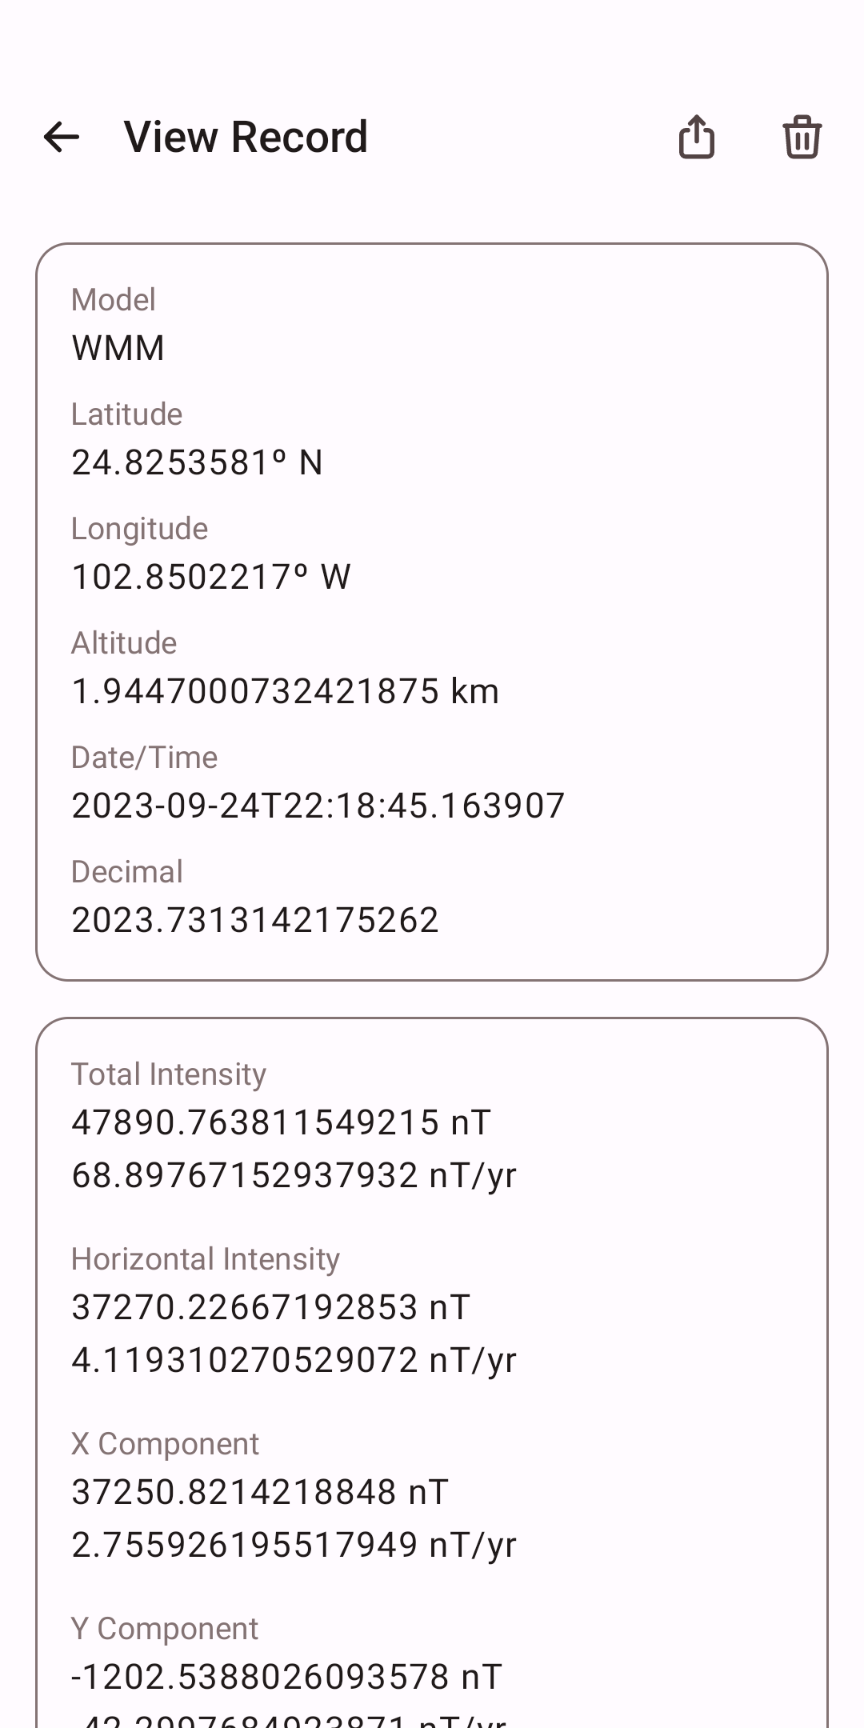 View Record
Model
WMM
Latitude
24.8253581º N
Longitude
102.8502217º W
Altitude
1.9447000732421875 km
Date/Time
2023-09-24T22:18:45.163907
Decimal
2023.7313142175262
Total Intensity
47890.763811549215 nT
68.89767152937932 nT/yr
Horizontal Intensity
37270.22667192853 nT
4.119310270529072 nT/yr
X Component
37250.8214218848 nT
2.755926195517949 nT/yr
Y Component
-1202.5388026093578 nT
nT/yr